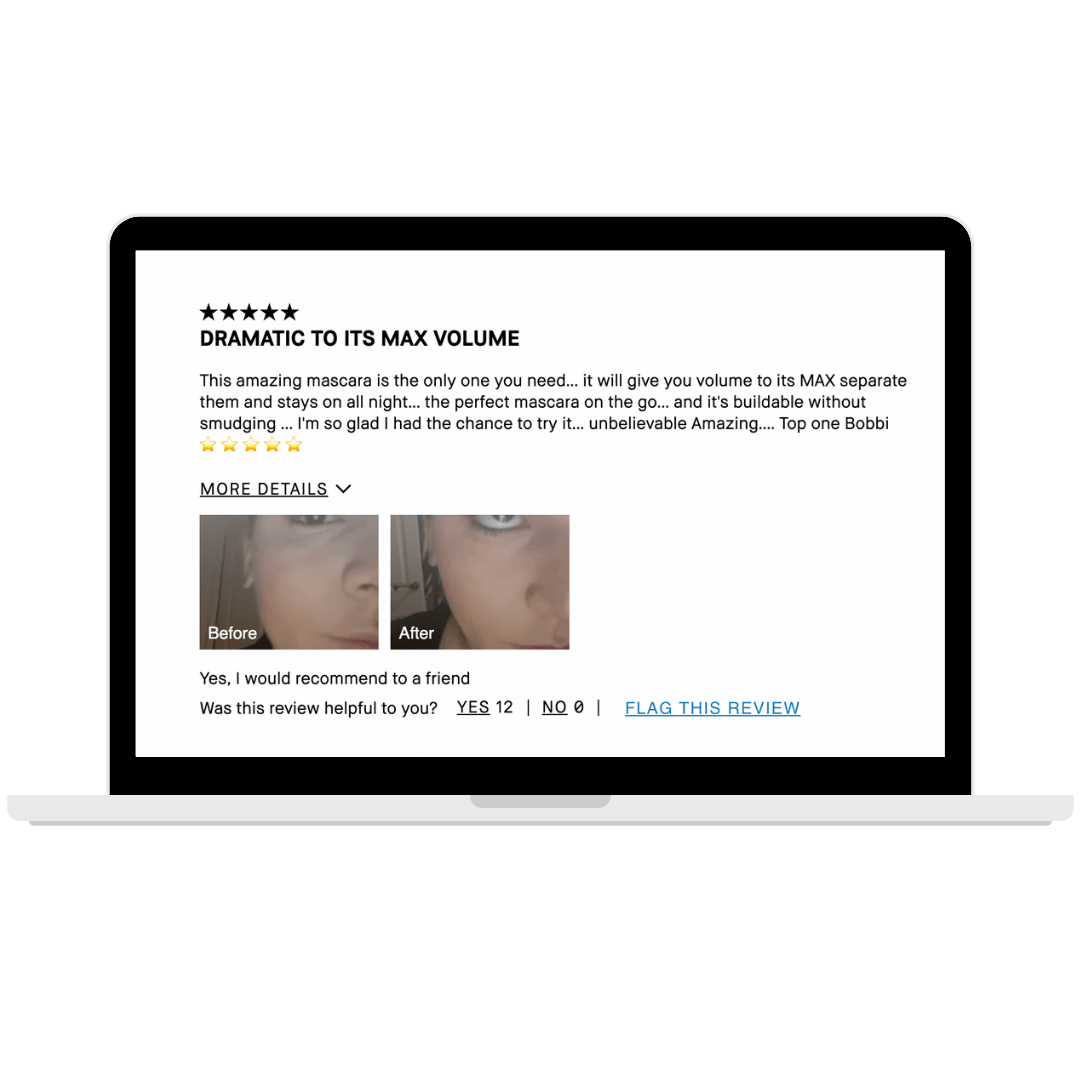 ★★★★★
DRAMATIC TO ITS MAX VOLUME
This amazing mascara is the only one you need... it will give you volume to its MAX separate
them and stays on all night... the perfect mascara on the go... and it's buildable without
smudging ... I'm so glad I had the chance to try it... unbelievable Amazing.... Top one Bobbi
⭐⭐⭐⭐⭐
MORE DETAILS
Before
After
Yes, I would recommend to a friend
Was this review helpful to you? YES 12 | NO 0 | FLAG THIS REVIEW